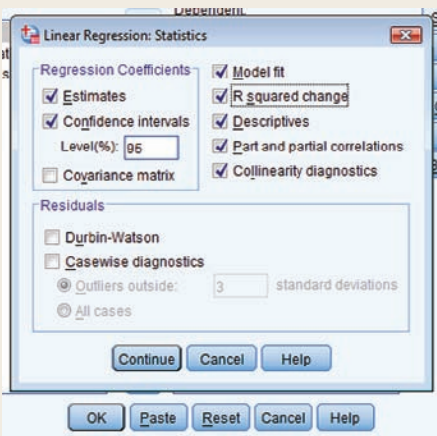 Dependent
Linear Regression: Statistics
Regression Coefficients
Estimates
Confidence intervals
Level(%): 95
Covariance matrix
Model fit
R squared change
Descriptives
Part and partial correlations
Collinearity diagnostics
Residuals
Durbin-Watson
Casewise diagnostics
Outliers outside: 3 standard deviations
All cases
Continue Cancel Help
OK Paste Reset Cancel Help